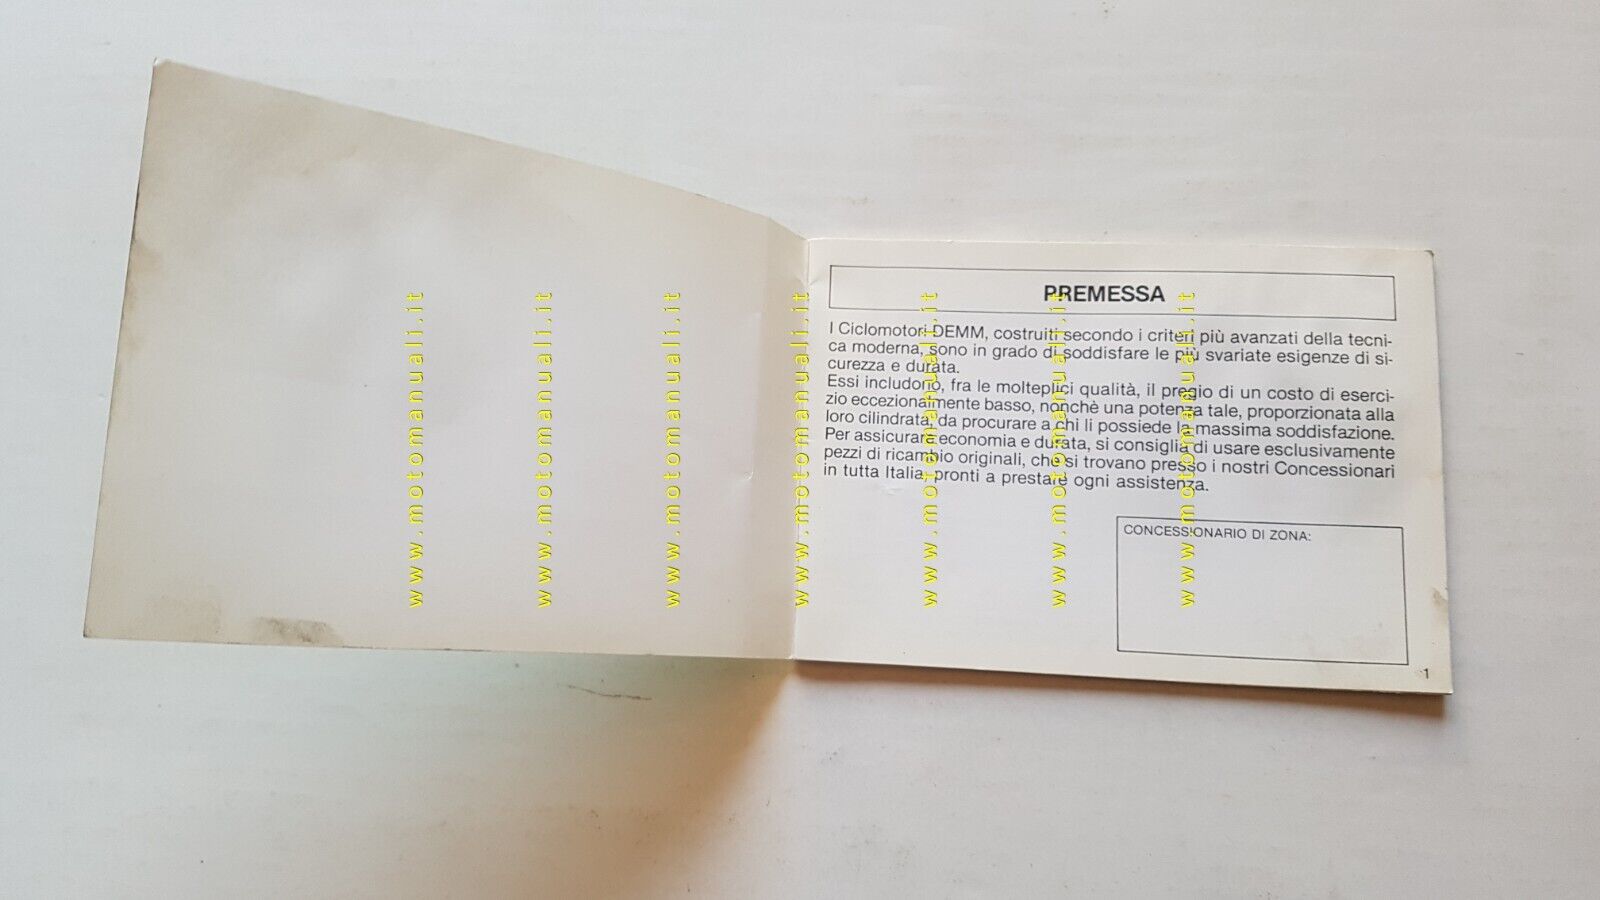 PREMESSA
I Ciclomotori DEMM, costruiti secondo i criteri più avanzati della tecni-
ca moderna, sono in grado di soddisfare le più svariate esigenze di si-
curezza e durata.
Essi includono, fra le molteplici qualità, il pregio di un costo di eserci-
zio eccezionalmente basso, nonchè una potenza tale, proporzionata alla
loro cilindrata, da procurare a chi li possiede la massima soddisfazione.
Per assicurare economia e durata, si consiglia di usare esclusivamente
pezzi di ricambio originali, che si trovano presso i nostri Concessionari
in tutta Italia, pronti a prestare ogni assistenza.
CONCESSIONARIO DI ZONA:
1
www.motomanuali.it
www.motomanuali.it
www.motomanuali.it
www.motomanuali.it
www.motomanuali.it
www.motomanuali.it
www.motomanuali.it